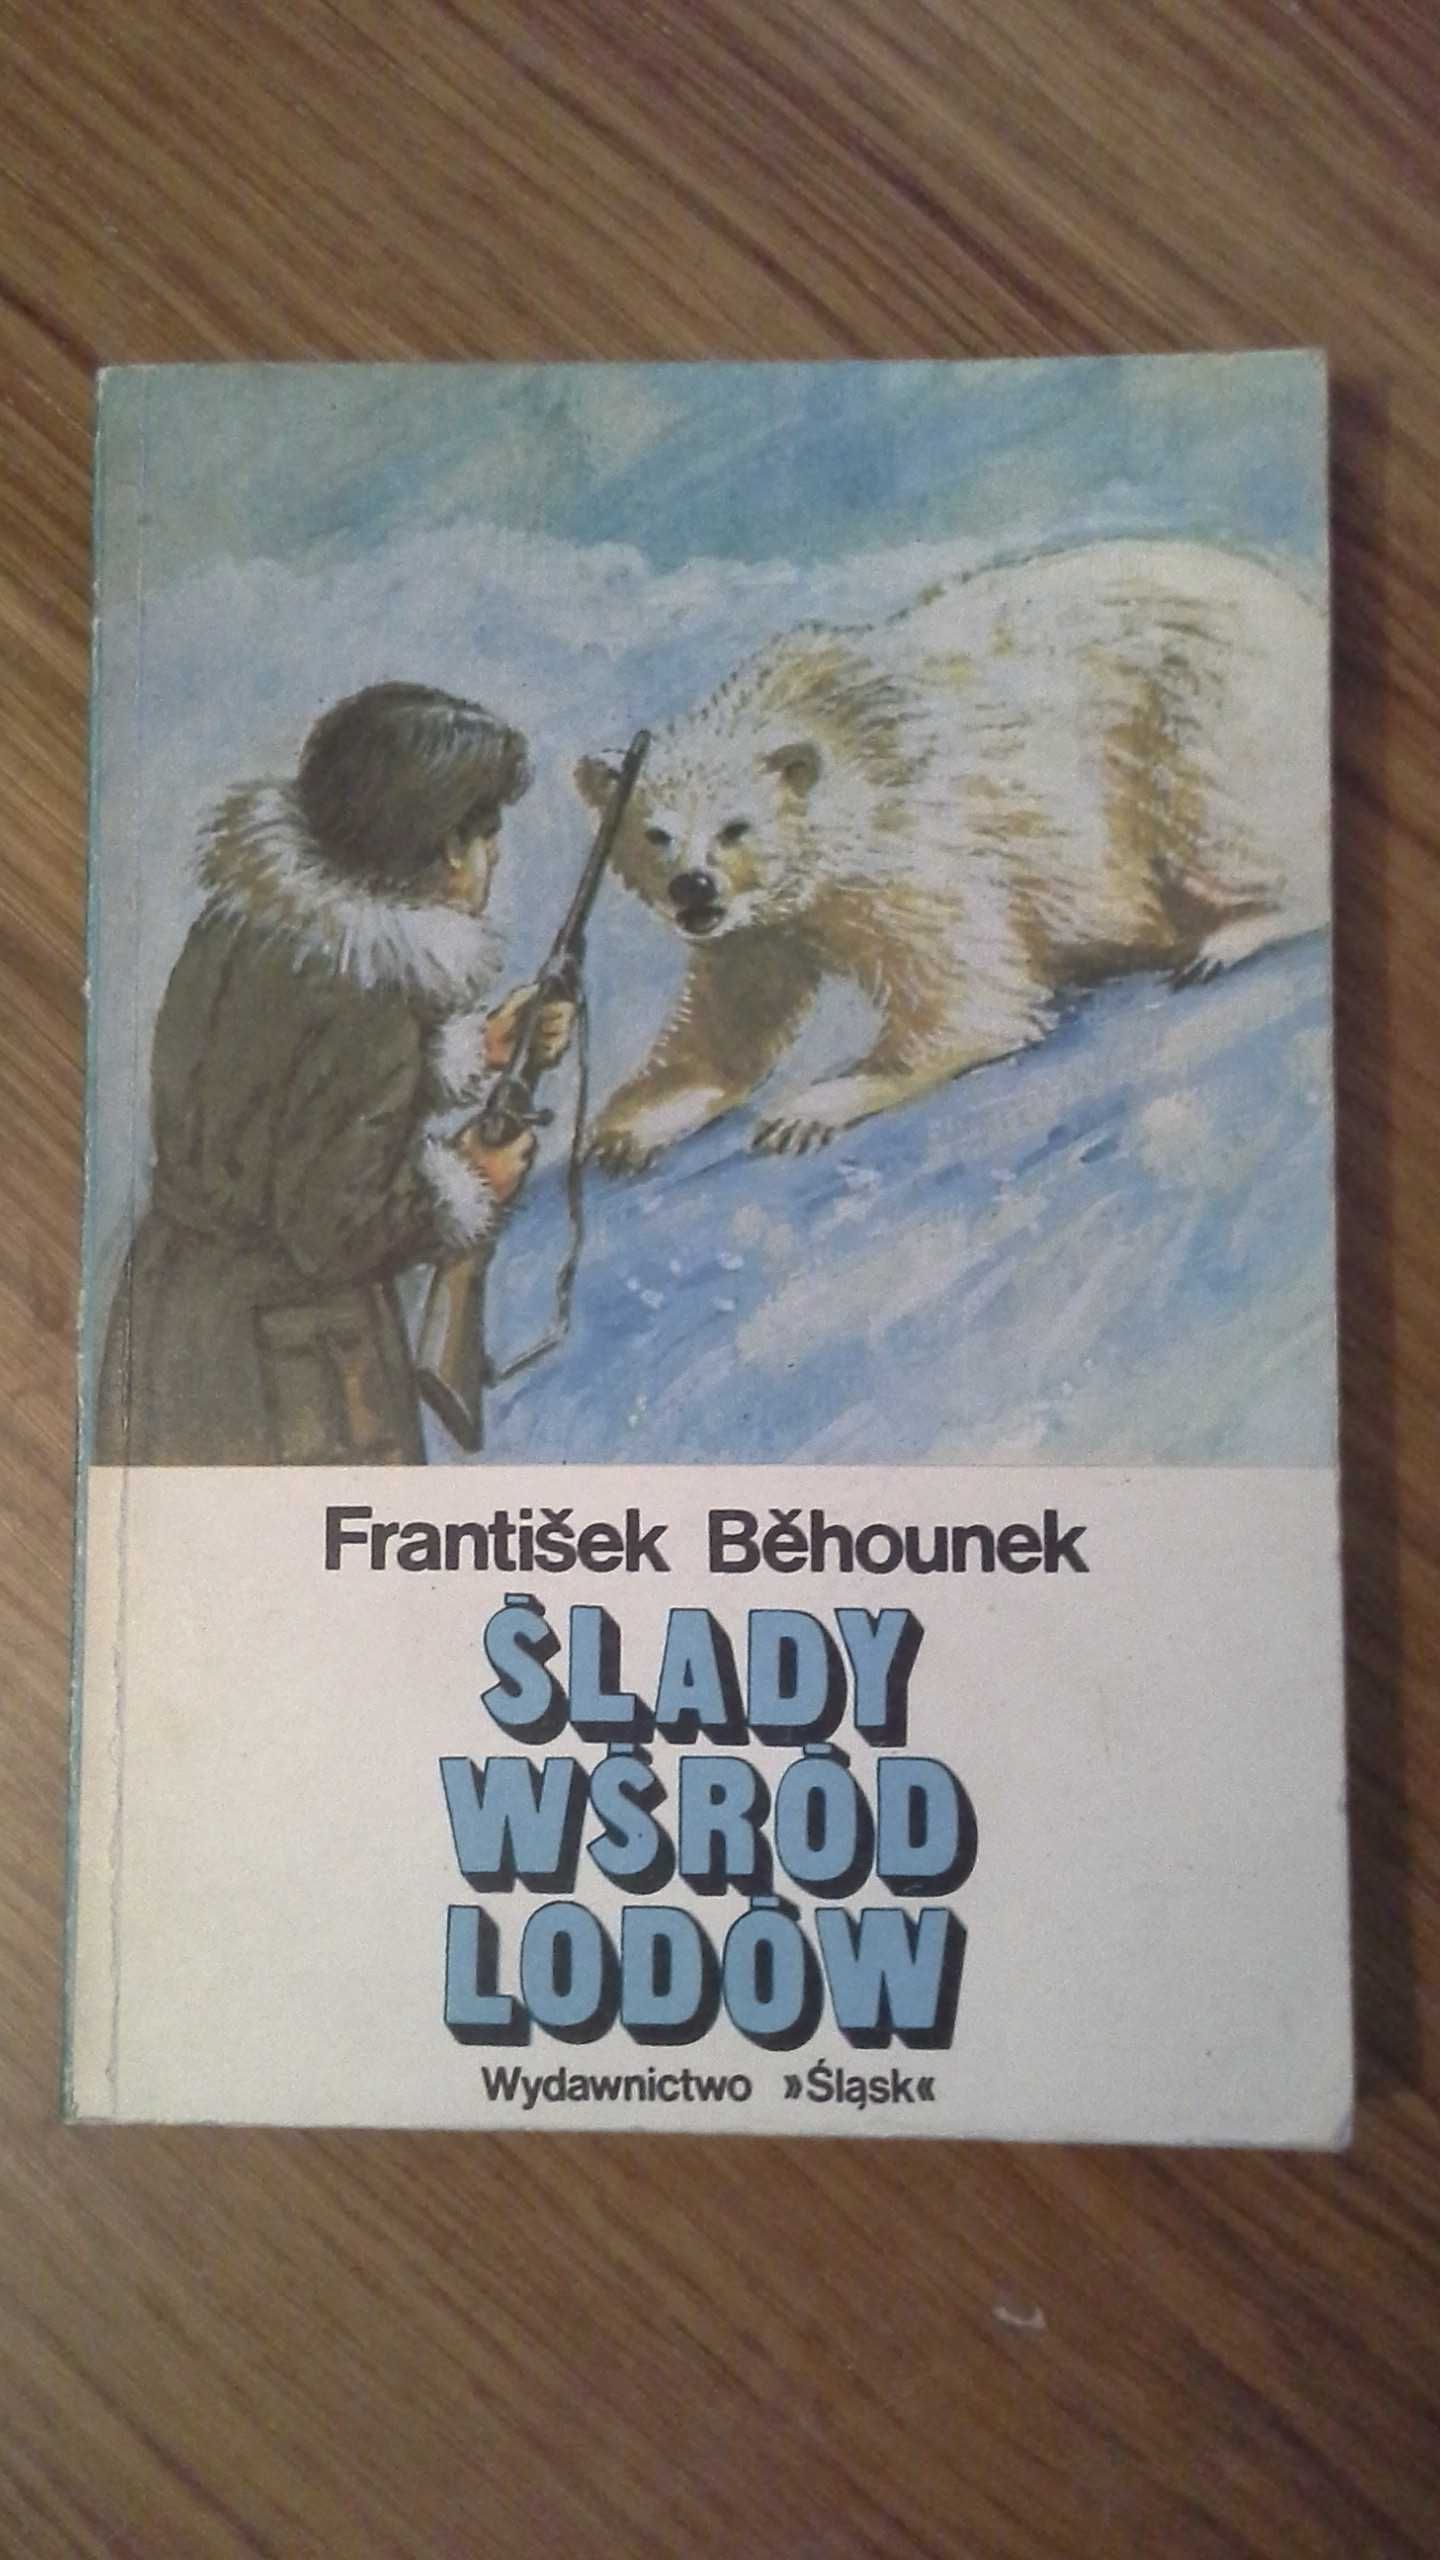 František Běhounek
ŚLADY
WŚRÓD
LODÓW
Wydawnictwo »Śląsk«